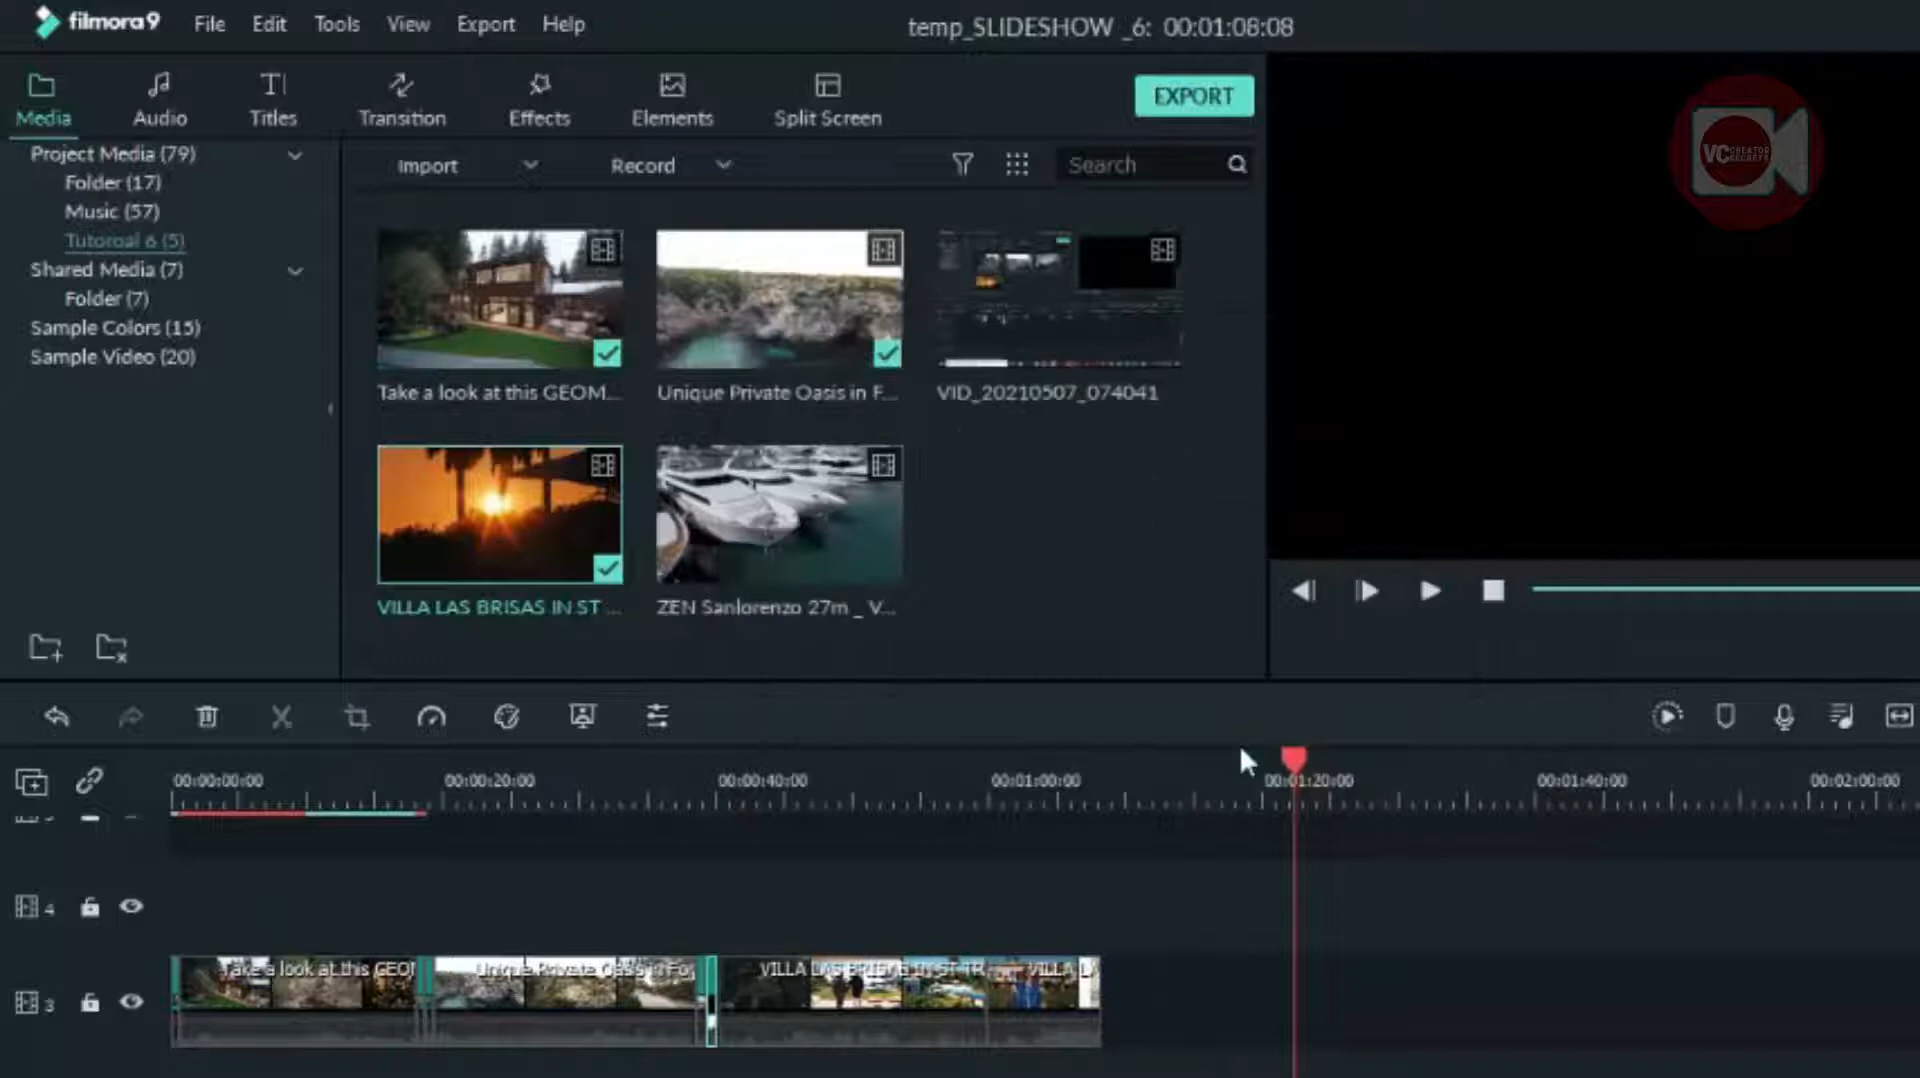 filmora9 File Edit Tools View Export Help temp_SLIDESHOW _6: 00:01:08:08
Media Audio Titles Transition Effects Elements Split Screen EXPORT
Project Media (79)
Folder (17)
Music (57)
Tutoroal 6 (5)
Shared Media (7)
Folder (7)
Sample Colors (15)
Sample Video (20)
Import Record Search
Take a look at this GEOM...
Unique Private Oasis in F...
VID_20210507_074041
VILLA LAS BRISAS IN ST ...
ZEN Sanlorenzo 27m _ V...
VC CREATOR SECRETS
00:00:00:00 00:00:20:00 00:00:40:00 00:01:00:00 00:01:20:00 00:01:40:00 00:02:00:00
4
3
Take a look at this GEO
Unique Private Oasis in Fo
VILLA LAS BRISAS IN ST TR
VILLA L